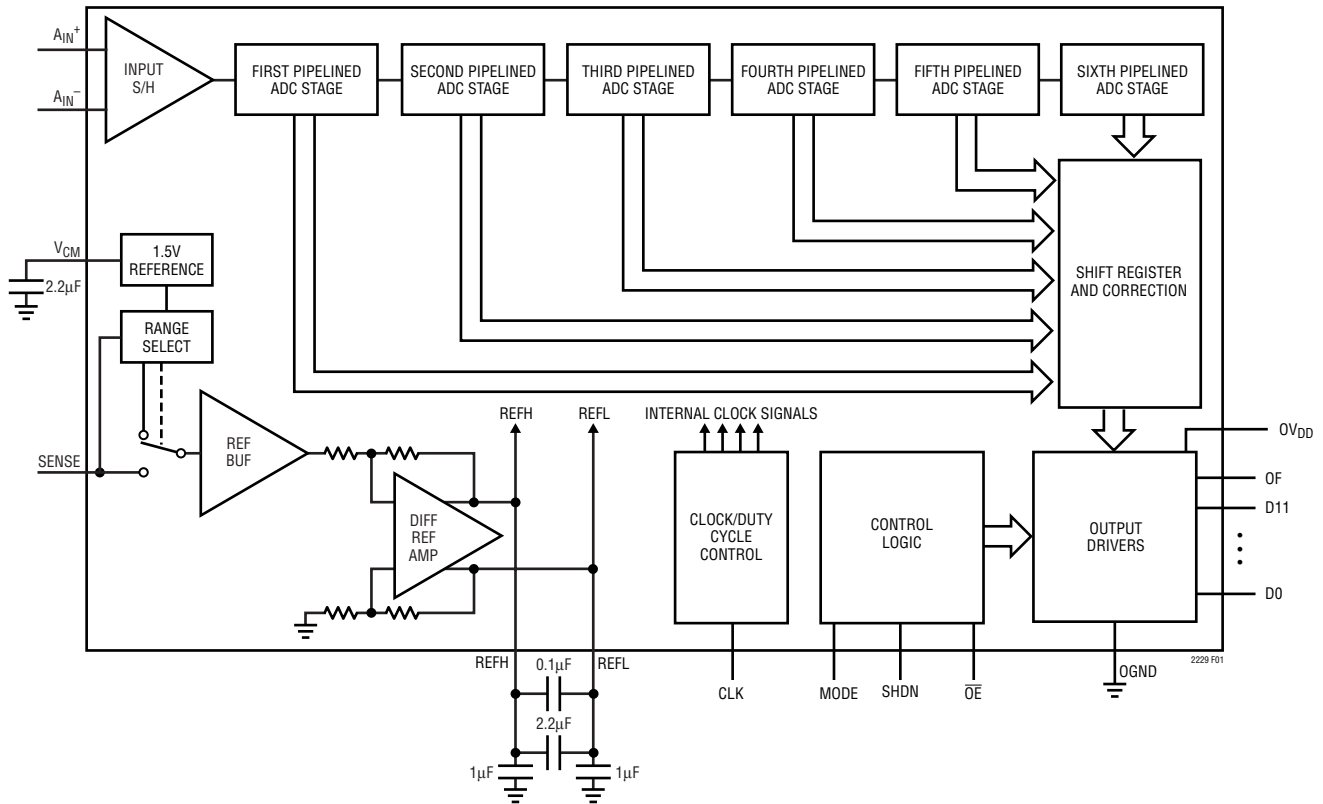 AIN+
AIN−
INPUT
S/H
FIRST PIPELINED
ADC STAGE
SECOND PIPELINED
ADC STAGE
THIRD PIPELINED
ADC STAGE
FOURTH PIPELINED
ADC STAGE
FIFTH PIPELINED
ADC STAGE
SIXTH PIPELINED
ADC STAGE
VCM
2.2µF
1.5V
REFERENCE
RANGE
SELECT
SHIFT REGISTER
AND CORRECTION
SENSE
REF
BUF
DIFF
REF
AMP
REFH
REFL
INTERNAL CLOCK SIGNALS
CLOCK/DUTY
CYCLE
CONTROL
CONTROL
LOGIC
OUTPUT
DRIVERS
OVDD
OF
D11
D0
REFH
0.1µF
REFL
2.2µF
1µF
1µF
CLK
MODE
SHDN
O̅E̅
OGND
2229 F01